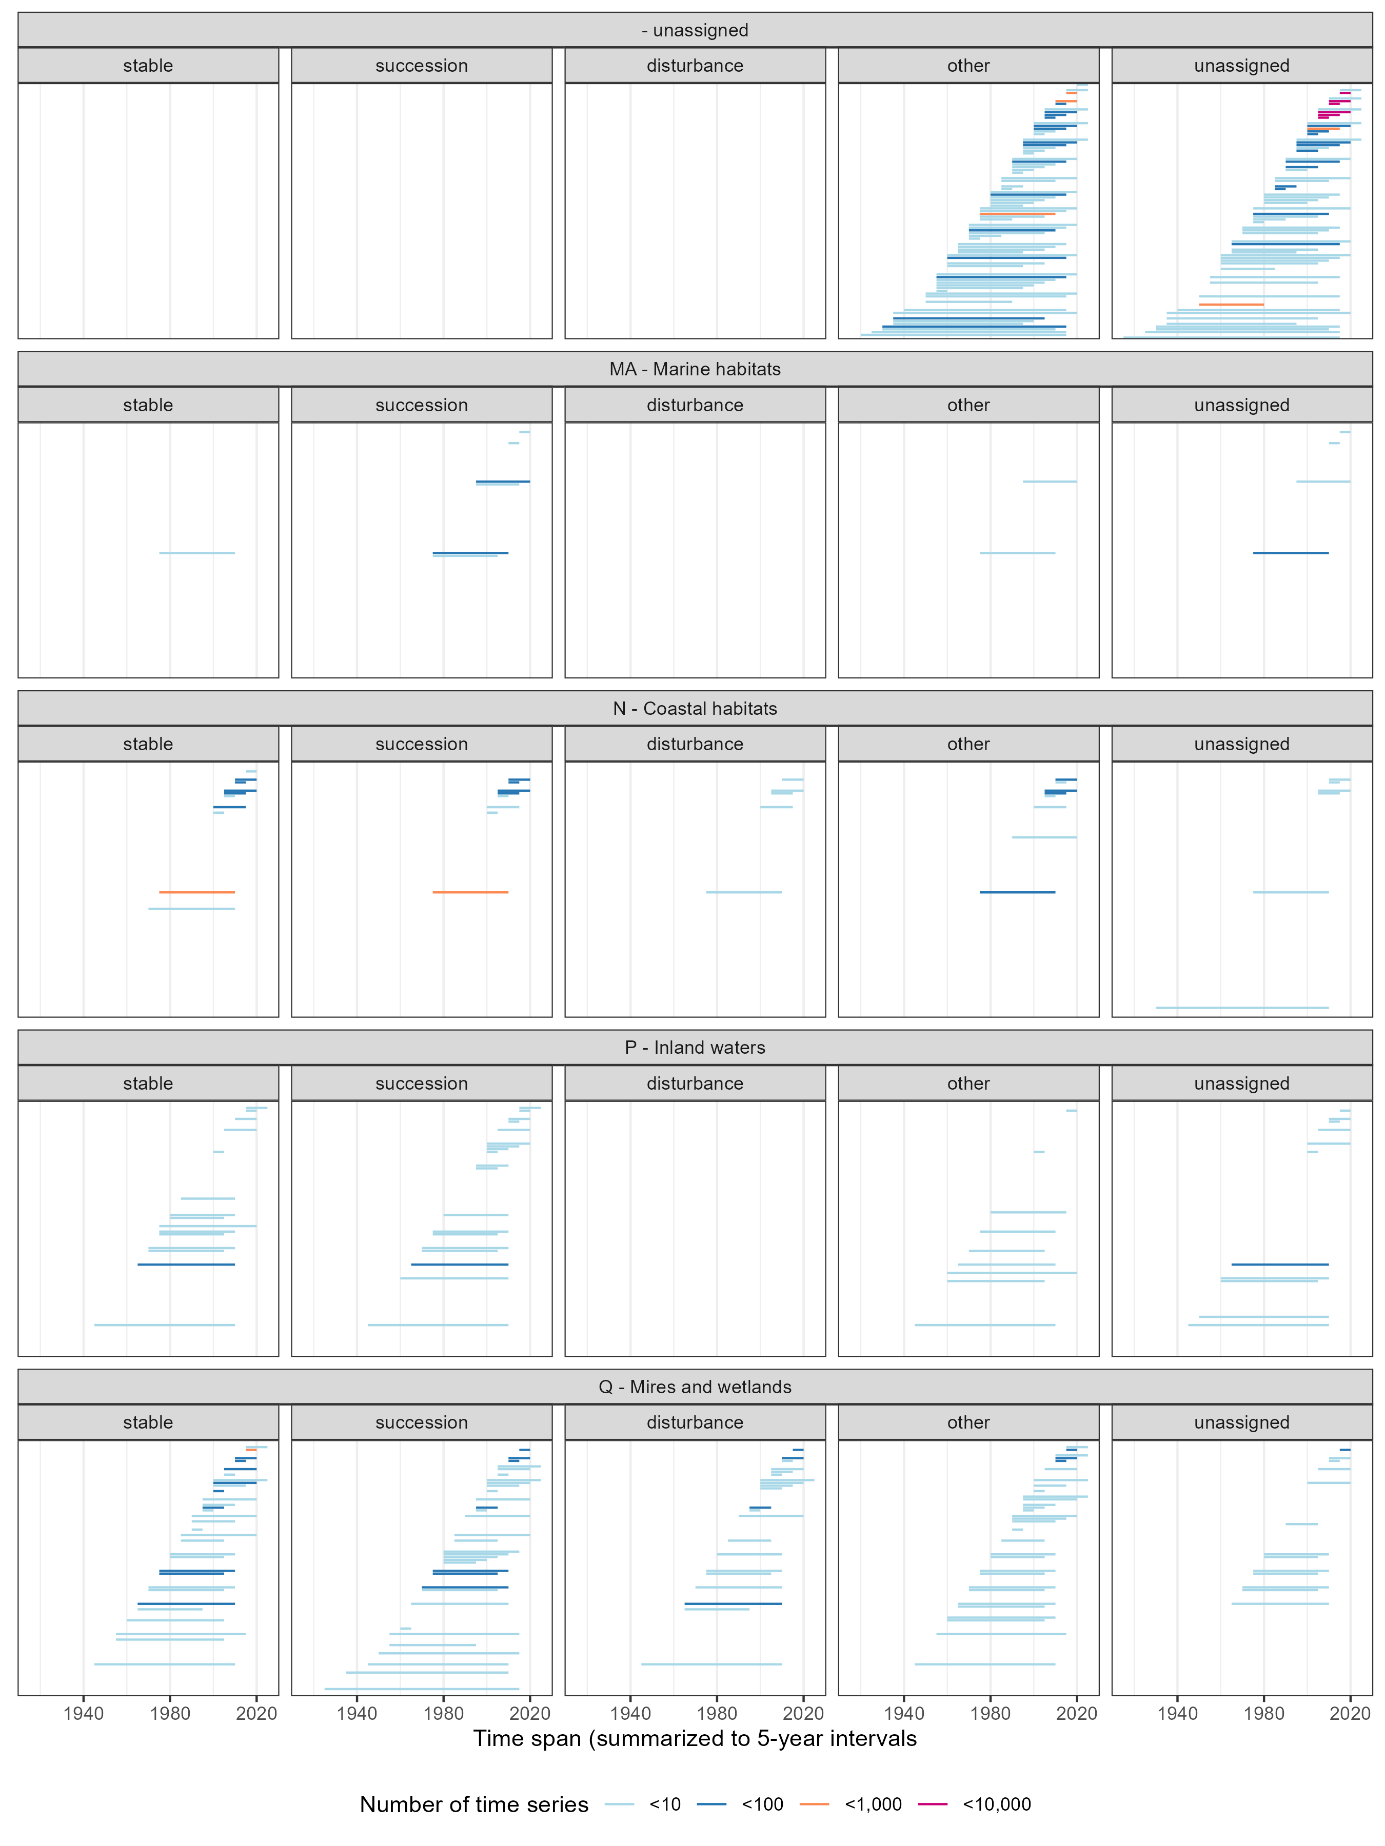 - unassigned
stable succession disturbance other unassigned
MA - Marine habitats
stable succession disturbance other unassigned
N - Coastal habitats
stable succession disturbance other unassigned
P - Inland waters
stable succession disturbance other unassigned
Q - Mires and wetlands
stable succession disturbance other unassigned
1940 1980 2020 1940 1980 2020 1940 1980 2020 1940 1980 2020 1940 1980 2020
Time span (summarized to 5-year intervals
Number of time series <10 <100 <1,000 <10,000